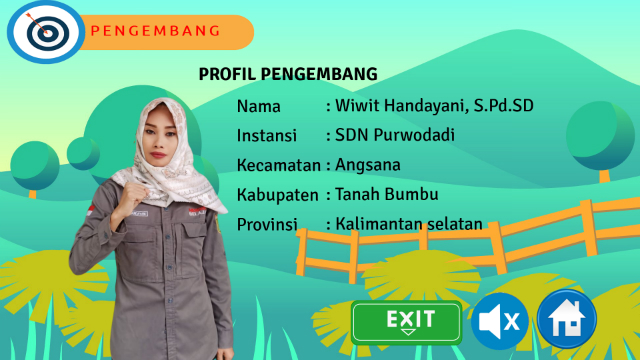 PENGEMBANG
PROFIL PENGEMBANG
Nama : Wiwit Handayani, S.Pd.SD
Instansi : SDN Purwodadi
Kecamatan : Angsana
Kabupaten : Tanah Bumbu
Provinsi : Kalimantan selatan
EXIT